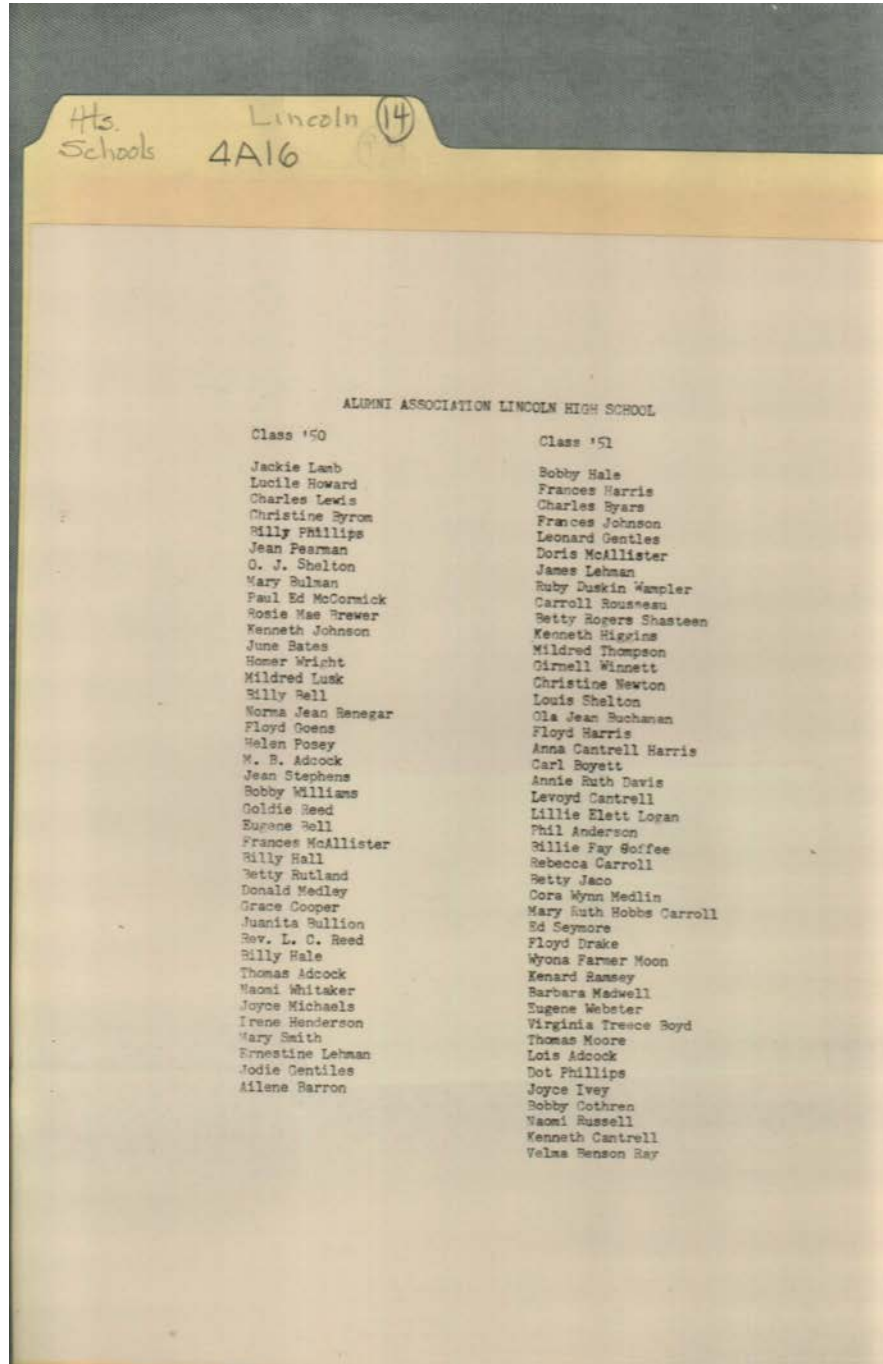 Hts. Lincoln 14
Schools 4A16
ALUMNI ASSOCIATION LINCOLN HIGH SCHOOL
Class '50
Jackie Lamb
Lucile Howard
Charles Lewis
Christine Byrom
Billy Phillips
Jean Pearman
O. J. Shelton
Mary Bulman
Paul Ed McCormick
Rosie Mae Brewer
Kenneth Johnson
June Bates
Homer Wright
Mildred Lusk
Billy Bell
Norma Jean Renegar
Floyd Goens
Helen Posey
M. B. Adcock
Jean Stephens
Bobby Williams
Goldie Reed
Eugene Bell
Frances McAllister
Billy Hall
Betty Rutland
Donald Medley
Grace Cooper
Juanita Bullion
Rev. L. C. Reed
Billy Hale
Thomas Adcock
Naomi Whitaker
Joyce Michaels
Irene Henderson
Mary Smith
Ernestine Lehman
Jodie Gentiles
Ailene Barron
Class '51
Bobby Hale
Frances Harris
Charles Byars
Frances Johnson
Leonard Gentles
Doris McAllister
James Lehman
Ruby Duskin Wampler
Carroll Rousseau
Betty Rogers Shasteen
Kenneth Higgins
Mildred Thompson
Girnell Winnett
Christine Newton
Louis Shelton
Ola Jean Buchanan
Floyd Harris
Anna Cantrell Harris
Carl Boyett
Annie Ruth Davis
Levoyd Cantrell
Lillie Elett Logan
Phil Anderson
Billie Fay Goffee
Rebecca Carroll
Betty Jaco
Cora Wynn Medlin
Mary Ruth Hobbs Carroll
Ed Seymore
Floyd Drake
Wyona Farmer Moon
Kenard Ramsey
Barbara Madwell
Eugene Webster
Virginia Treece Boyd
Thomas Moore
Lois Adcock
Dot Phillips
Joyce Ivey
Bobby Cothren
Naomi Russell
Kenneth Cantrell
Velma Benson Ray